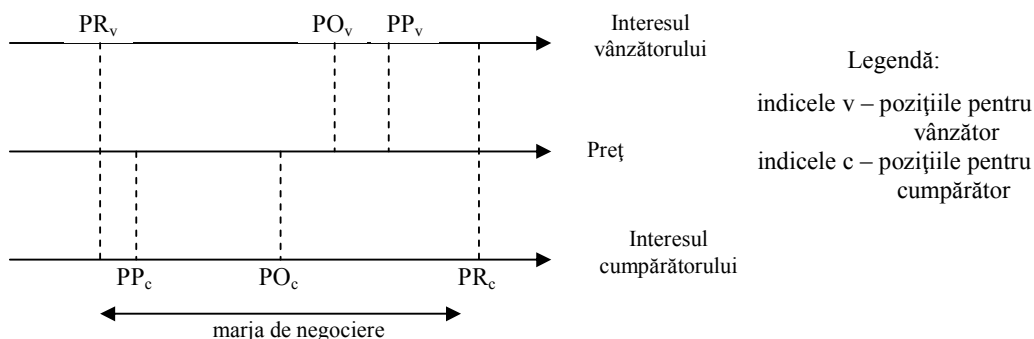 PRv POv PPv
Interesul
vânzătorului
Legendă:
indicele v – poziţiile pentru
vânzător
indicele c – poziţiile pentru
cumpărător
Preţ
Interesul
cumpărătorului
PPc POc PRc
marja de negociere